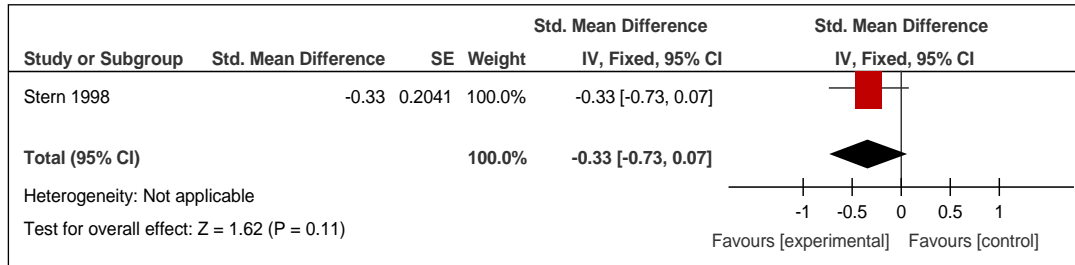 Std. Mean Difference Std. Mean Difference
Study or Subgroup Std. Mean Difference SE Weight IV, Fixed, 95% CI IV, Fixed, 95% CI
Stern 1998 -0.33 0.2041 100.0% -0.33 [-0.73, 0.07]
Total (95% CI) 100.0% -0.33 [-0.73, 0.07]
Heterogeneity: Not applicable
Test for overall effect: Z = 1.62 (P = 0.11)
-1 -0.5 0 0.5 1
Favours [experimental] Favours [control]